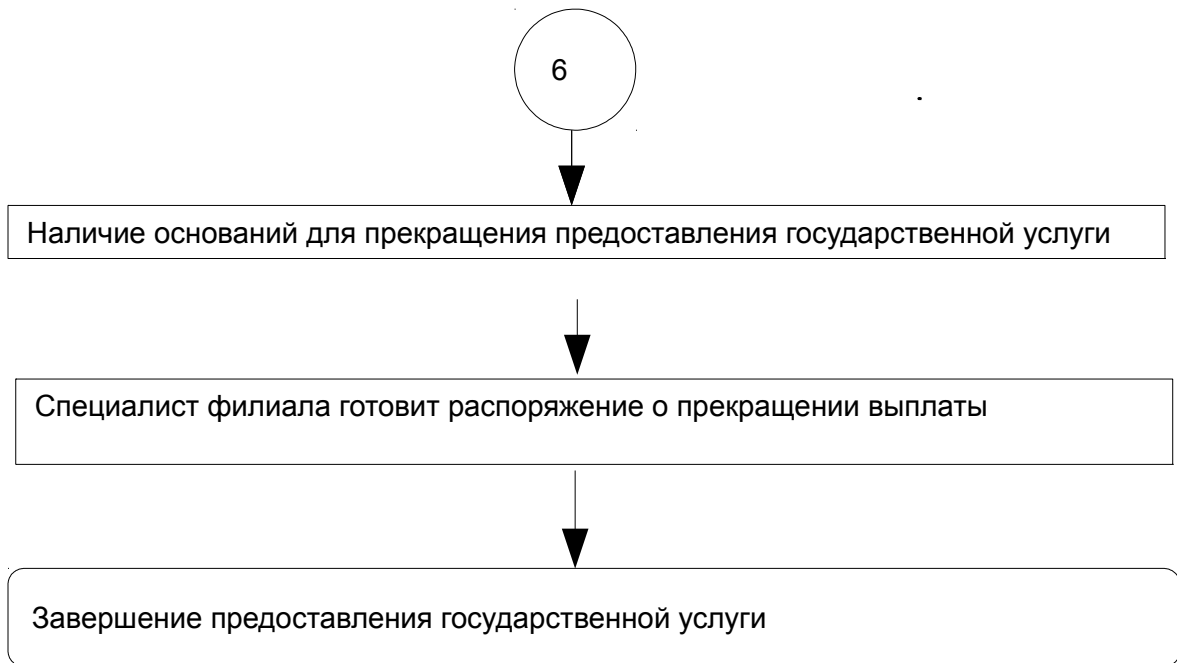 6
Наличие оснований для прекращения предоставления государственной услуги
Специалист филиала готовит распоряжение о прекращении выплаты
Завершение предоставления государственной услуги